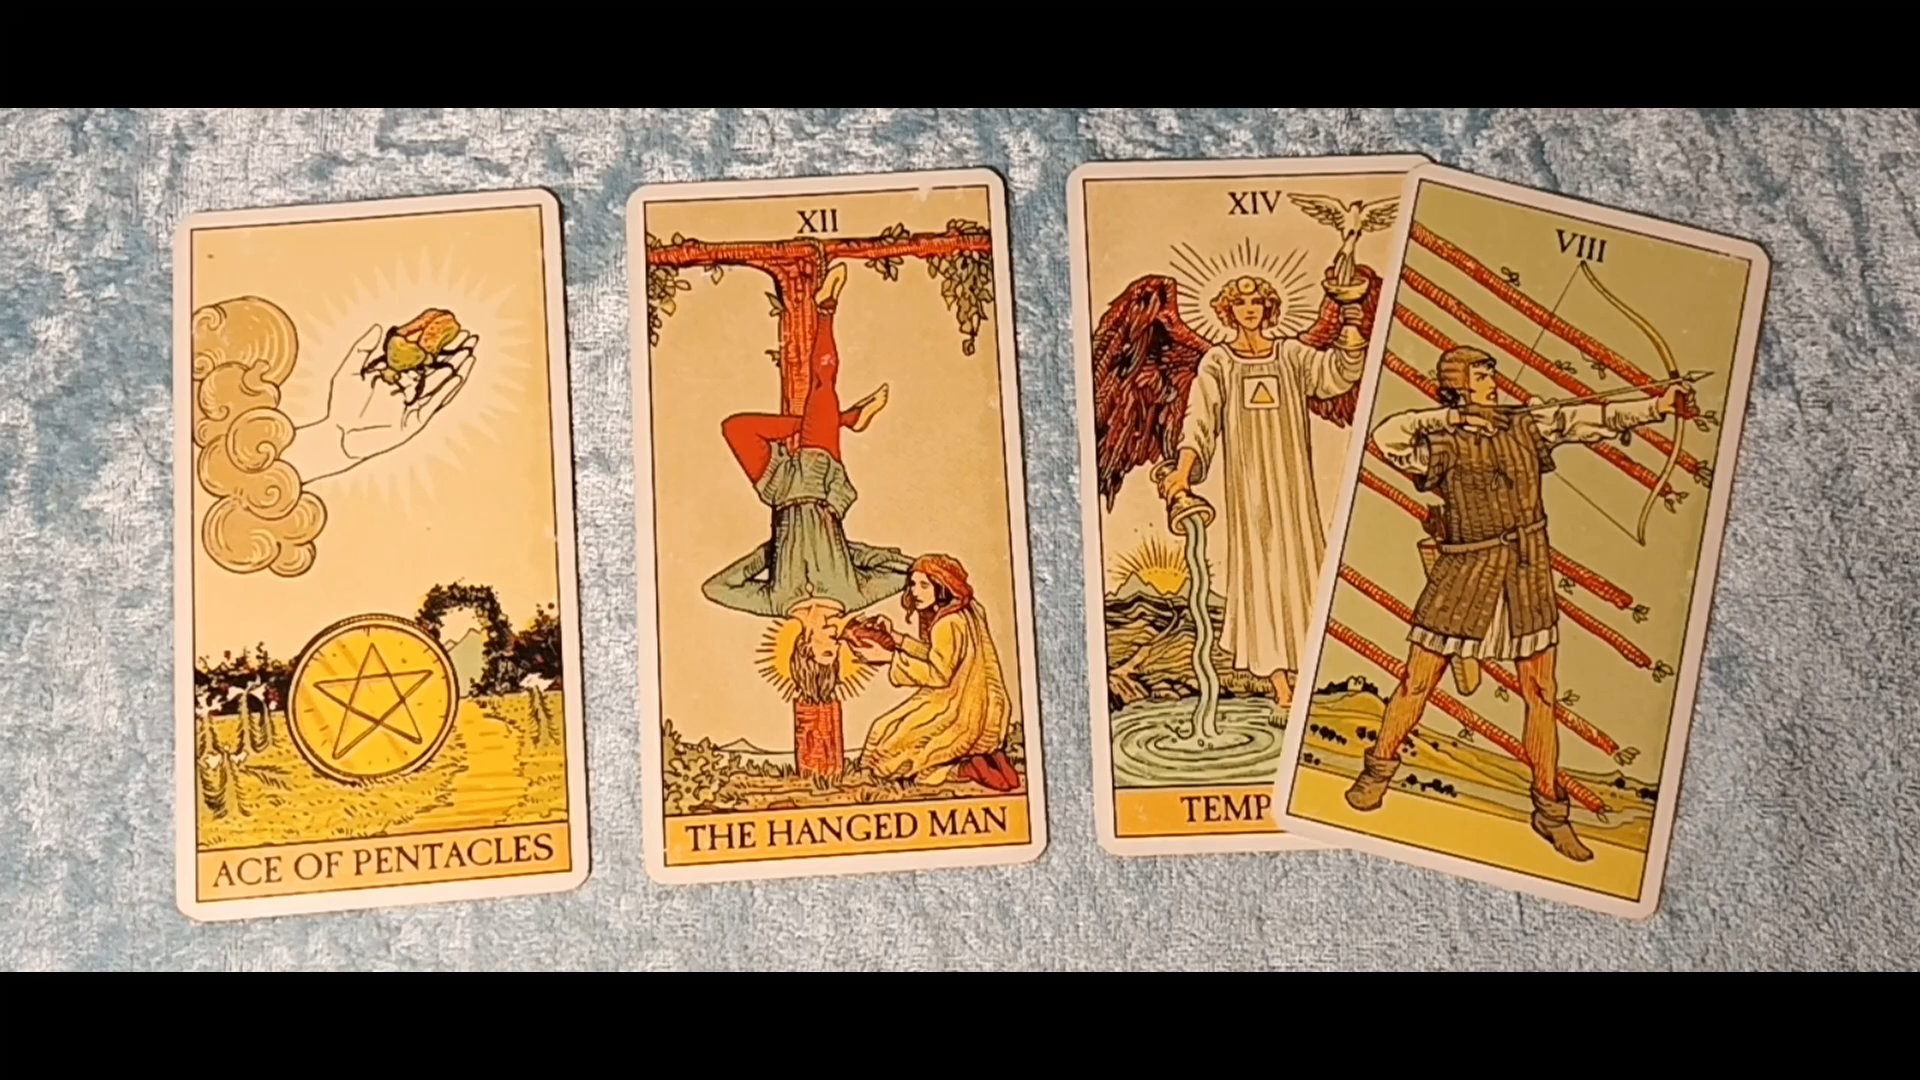 ACE OF PENTACLES
XII
THE HANGED MAN
XIV
TEMP
VIII